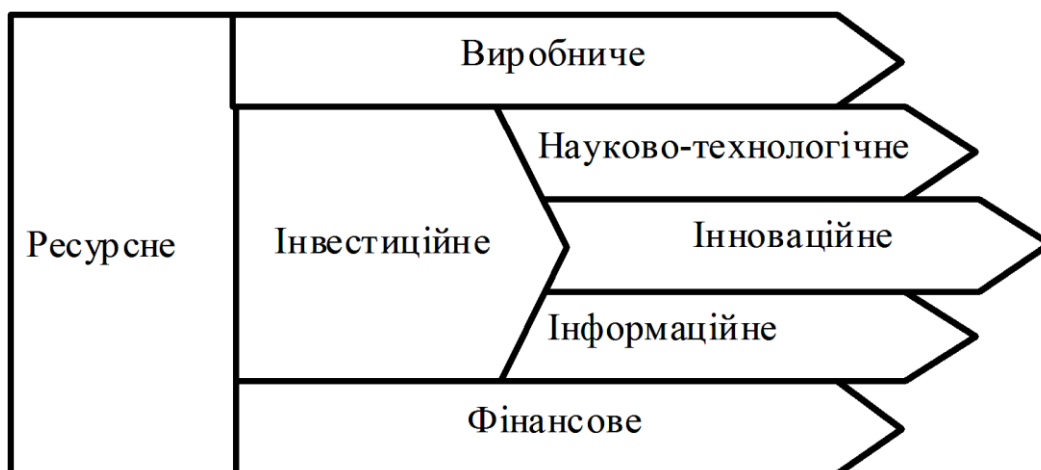 Виробниче
Науково-технологічне
Ресурсне
Інвестиційне
Інноваційне
Інформаційне
Фінансове